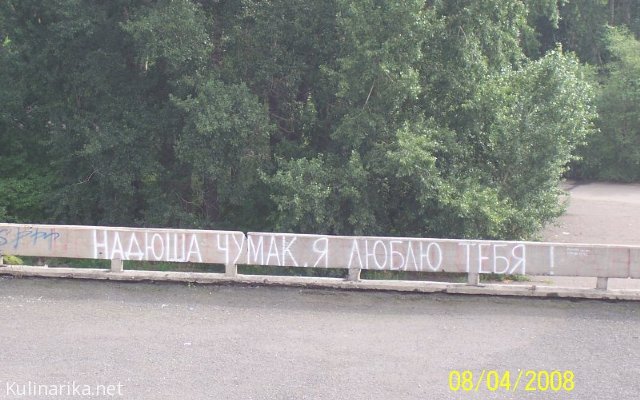 НАДЮША ЧУМАК. Я ЛЮБЛЮ ТЕБЯ !
08/04/2008
Kulinarika.net